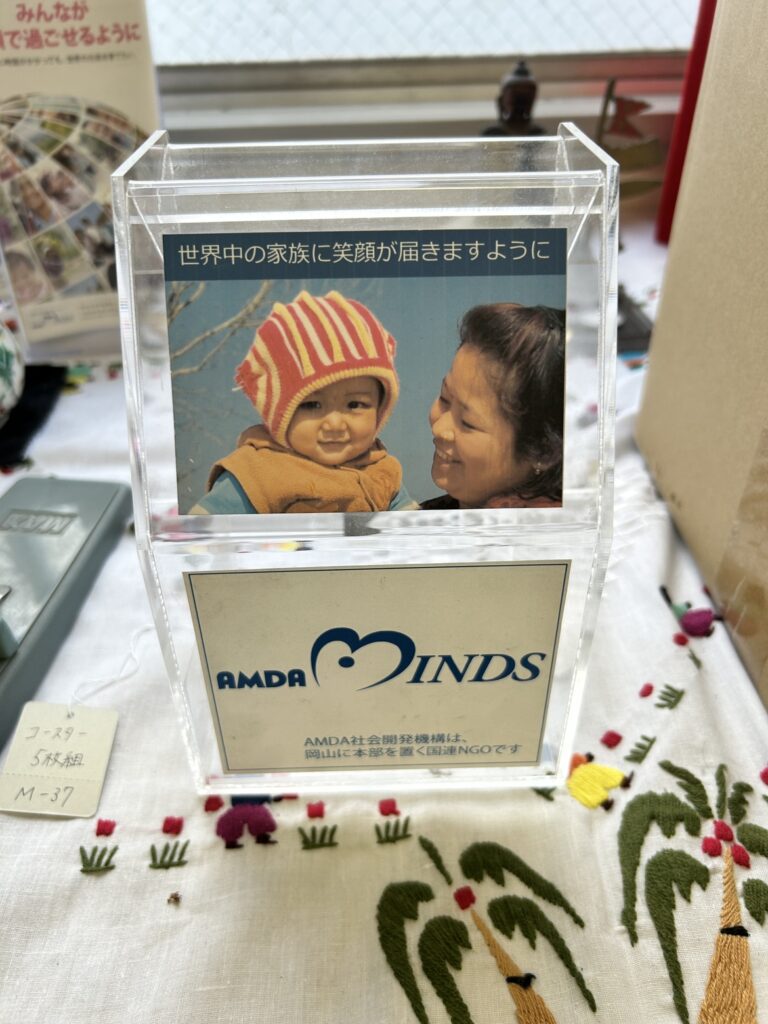 みんなが
で過ごせるように
世界中の家族に笑顔が届きますように
AMDA MINDS
AMDA社会開発機構は、
岡山に本部を置く国連NGOです
コースター
5枚組
M-37